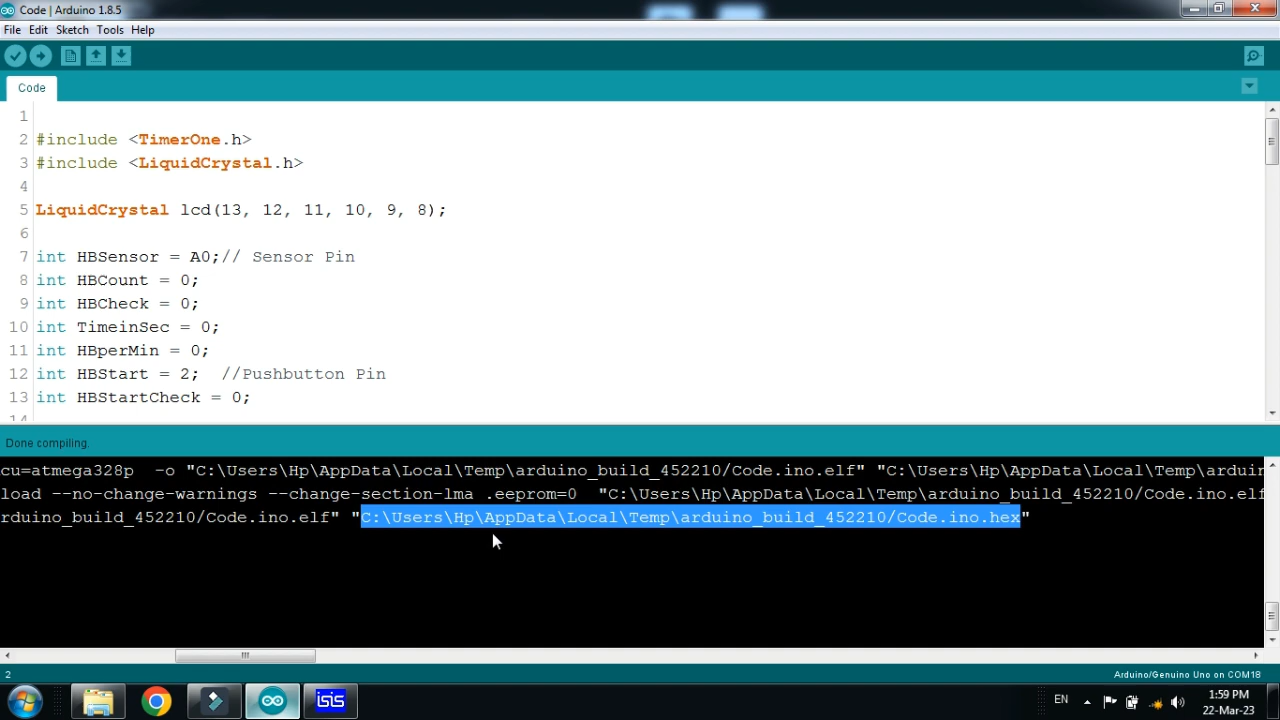 Code | Arduino 1.8.5
File Edit Sketch Tools Help
Code
1
2 #include <TimerOne.h>
3 #include <LiquidCrystal.h>
4
5 LiquidCrystal lcd(13, 12, 11, 10, 9, 8);
6
7 int HBSensor = A0;// Sensor Pin
8 int HBCount = 0;
9 int HBCheck = 0;
10 int TimeinSec = 0;
11 int HBperMin = 0;
12 int HBStart = 2;  //Pushbutton Pin
13 int HBStartCheck = 0;
14
Done compiling.
cu=atmega328p  -o "C:\Users\Hp\AppData\Local\Temp\arduino_build_452210/Code.ino.elf" "C:\Users\Hp\AppData\Local\Temp\arduin
load --no-change-warnings --change-section-lma .eeprom=0  "C:\Users\Hp\AppData\Local\Temp\arduino_build_452210/Code.ino.elf
rduino_build_452210/Code.ino.elf" "C:\Users\Hp\AppData\Local\Temp\arduino_build_452210/Code.ino.hex"
2 Arduino/Genuino Uno on COM18
isis EN 1:59 PM
22-Mar-23